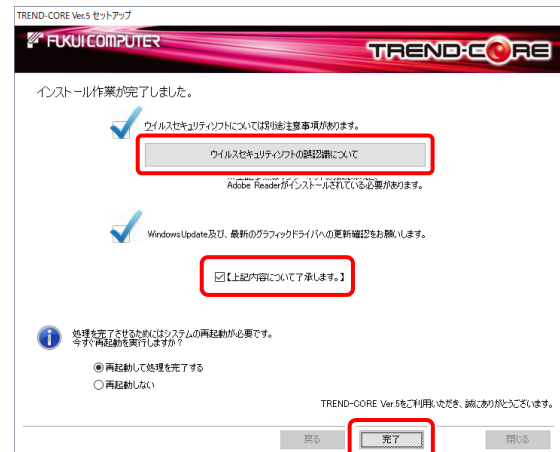 TREND-CORE Ver.5 セットアップ
FUKUI COMPUTER
TREND-CORE
インストール作業が完了しました。
ウイルスセキュリティソフトについては別途注意事項があります。
ウイルスセキュリティソフトの誤認識について
Adobe Readerがインストールされている必要があります。
WindowsUpdate及び、最新のグラフィックドライバへの更新確認をお願いします。
【上記内容について了承します。】
処理を完了させるためにはシステムの再起動が必要です。
今すぐ再起動を実行しますか？
再起動して処理を完了する
再起動しない
TREND-CORE Ver.5をご利用いただき、誠にありがとうございます。
戻る
完了
閉じる